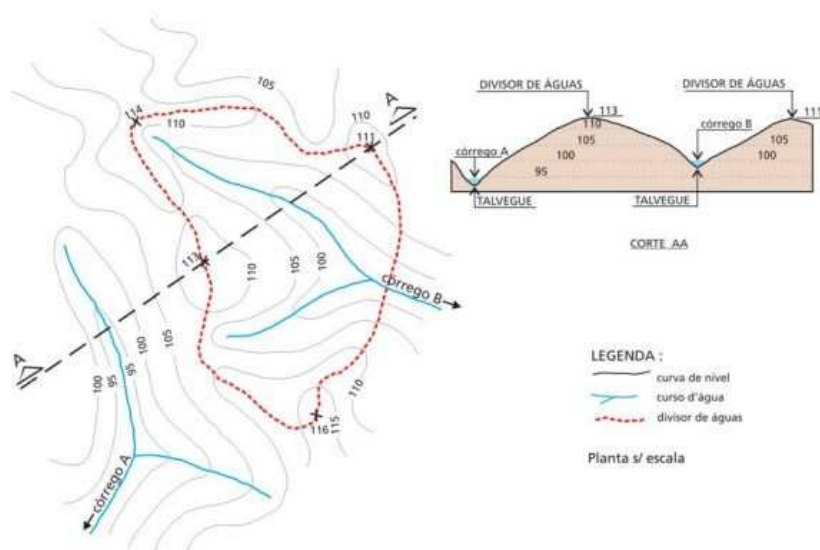 105
A
114
110
110
111
113
110
105
100
105
100
95
95
100
córrego B
A
110
115
116
córrego A
DIVISOR DE ÁGUAS
DIVISOR DE ÁGUAS
113
111
110
córrego A
105
100
95
córrego B
105
100
TALVEGUE
TALVEGUE
CORTE AA
LEGENDA :
curva de nível
curso d'água
divisor de águas
Planta s/ escala